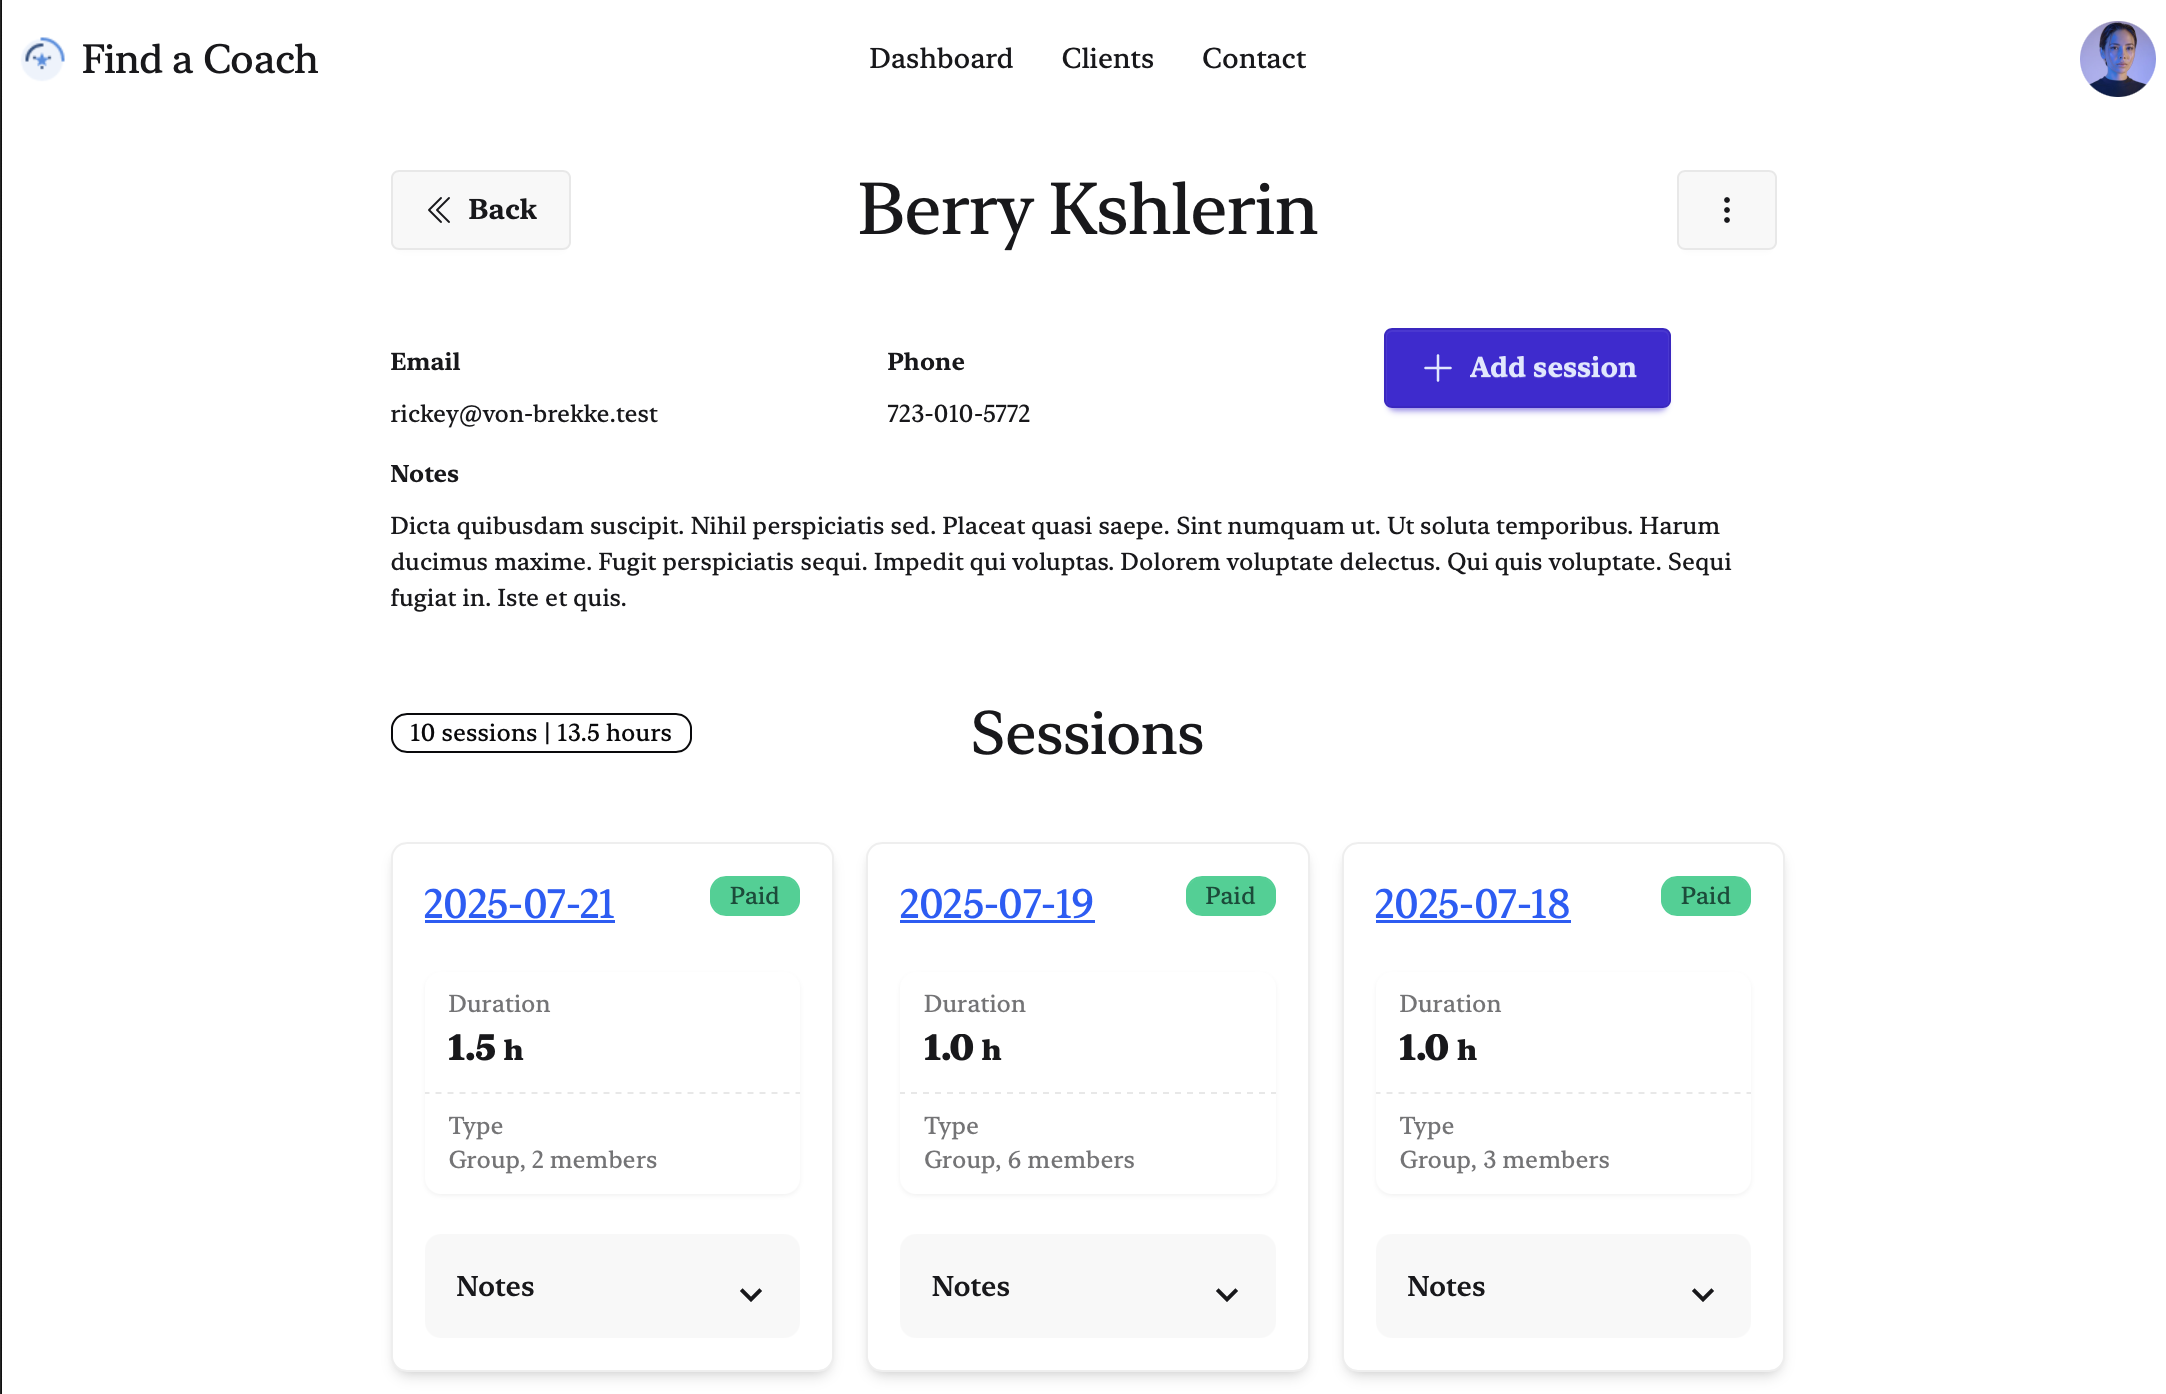 Find a Coach
Dashboard
Clients
Contact
Back
Berry Kshlerin
Email
rickey@von-brekke.test
Phone
723-010-5772
Add session
Notes
Dicta quibusdam suscipit. Nihil perspiciatis sed. Placeat quasi saepe. Sint numquam ut. Ut soluta temporibus. Harum
ducimus maxime. Fugit perspiciatis sequi. Impedit qui voluptas. Dolorem voluptate delectus. Qui quis voluptate. Sequi
fugiat in. Iste et quis.
10 sessions | 13.5 hours
Sessions
2025-07-21
Paid
Duration
1.5 h
Type
Group, 2 members
Notes
2025-07-19
Paid
Duration
1.0 h
Type
Group, 6 members
Notes
2025-07-18
Paid
Duration
1.0 h
Type
Group, 3 members
Notes